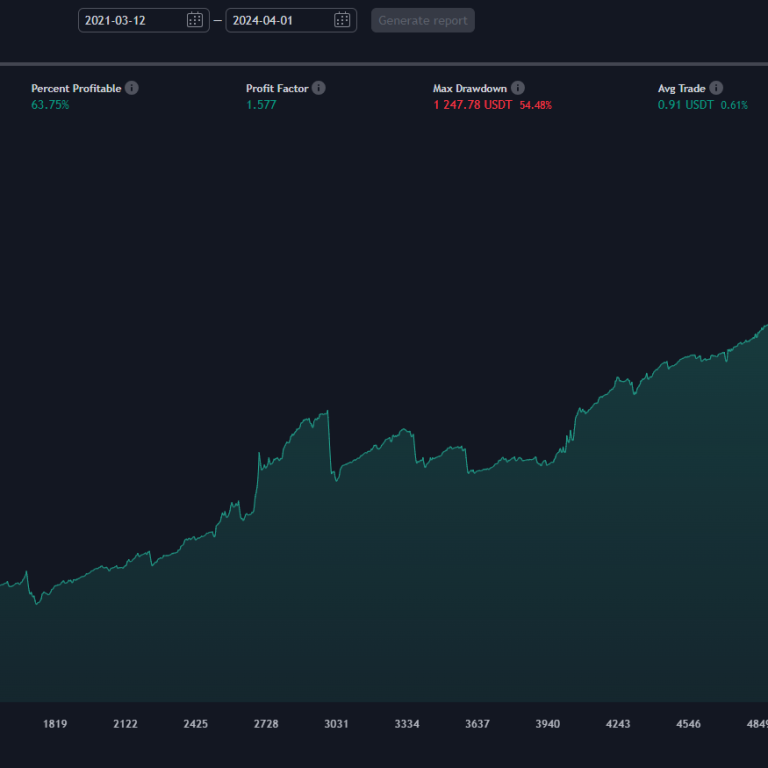 2021-03-12 — 2024-04-01 Generate report
Percent Profitable Profit Factor Max Drawdown Avg Trade
63.75% 1.577 1 247.78 USDT 54.48% 0.91 USDT 0.61%
1819 2122 2425 2728 3031 3334 3637 3940 4243 4546 4849